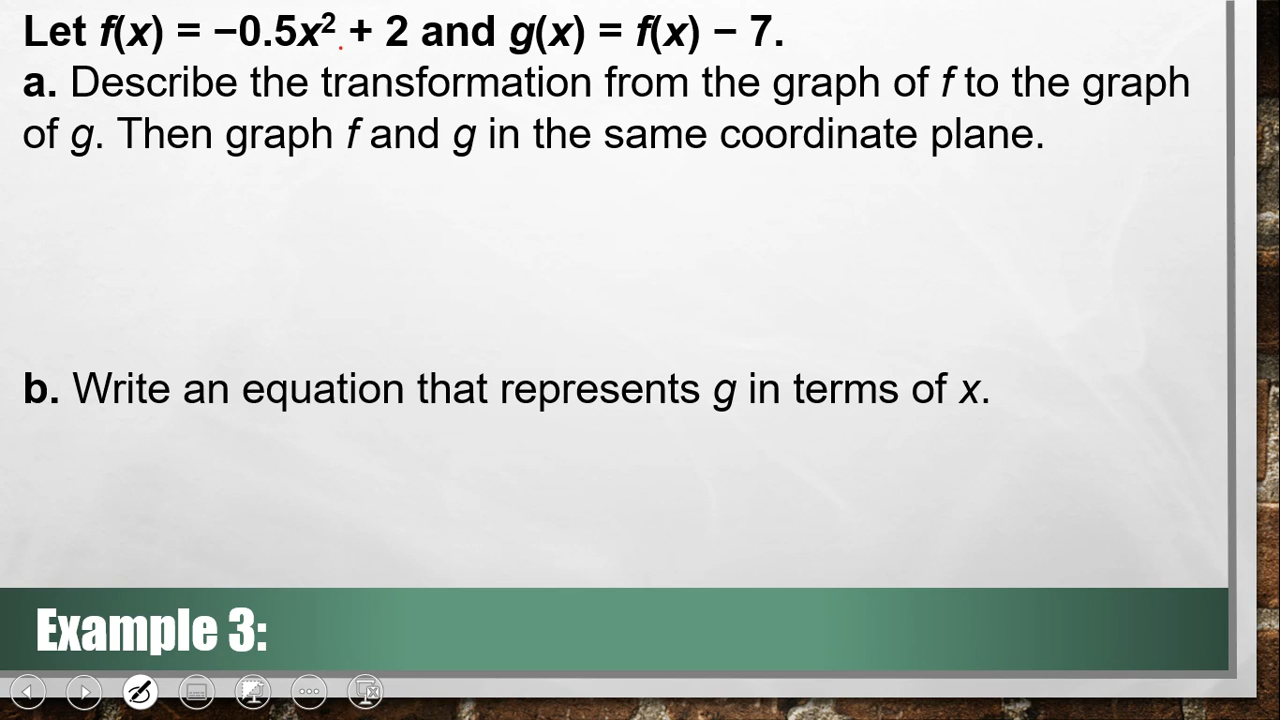 Let f(x) = −0.5x² + 2 and g(x) = f(x) − 7.
a. Describe the transformation from the graph of f to the graph
of g. Then graph f and g in the same coordinate plane.
b. Write an equation that represents g in terms of x.
Example 3: